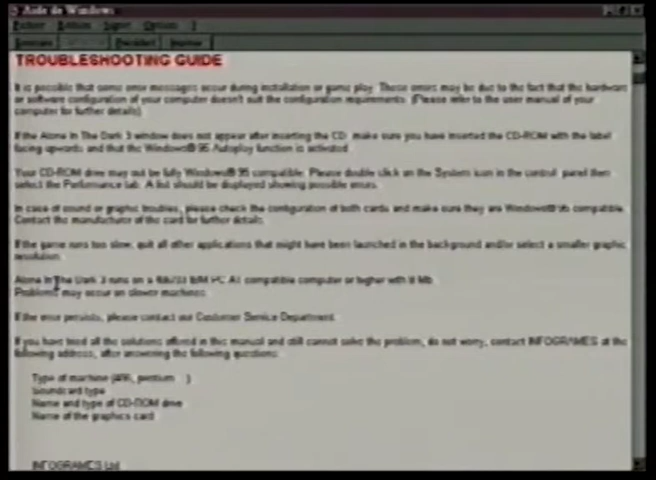 Aide de Windows
Fichier Edition Signet Options ?
TROUBLESHOOTING GUIDE
It is possible that some error messages occur during installation or game play. These errors may be due to the fact that the hardware
or software configuration of your computer doesn't suit the configuration requirements. (Please refer to the user manual of your
computer for further details).
If the Alone In The Dark 3 window does not appear after inserting the CD, make sure you have inserted the CD-ROM with the label
facing upwards and that the Windows® 95 Autoplay function is activated.
Your CD-ROM drive may not be fully Windows® 95 compatible. Please double click on the System icon in the control panel then
select the Performance tab. A list should be displayed showing possible errors.
In case of sound or graphic troubles, please check the configuration of both cards and make sure they are Windows® 95 compatible.
Contact the manufacturer of the card for further details.
If the game runs too slow, quit all other applications that might have been launched in the background and/or select a smaller graphic
resolution.
Alone In The Dark 3 runs on a IBM PC AT compatible computer or higher with 8 Mb.
Problems may occur on slower machines.
If the error persists, please contact our Customer Service Department.
If you have tried all the solutions offered in this manual and still cannot solve the problem, do not worry, contact INFOGRAMES at the
following address, after answering the following questions:
Type of machine (486, pentium...)
Soundcard type
Name and type of CD-ROM drive
Name of the graphics card
INFOGRAMES Ltd